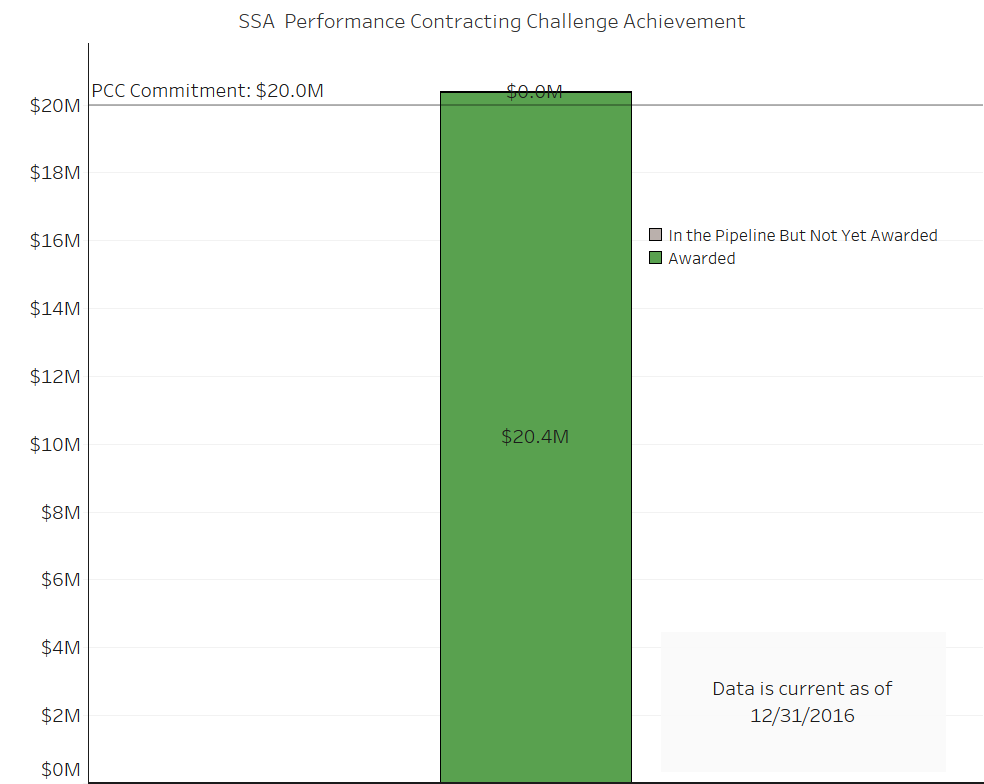 SSA  Performance Contracting Challenge Achievement
PCC Commitment: $20.0M
$0.0M
$20M
$18M
$16M
In the Pipeline But Not Yet Awarded
Awarded
$14M
$12M
$10M
$20.4M
$8M
$6M
$4M
Data is current as of
12/31/2016
$2M
$0M